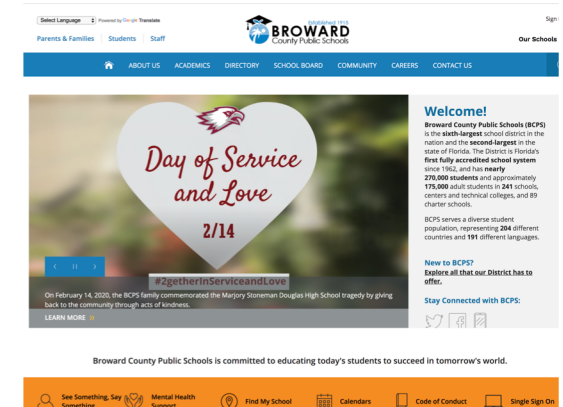 Select Language Powered by Google Translate
Sign
Established 1915
BROWARD
County Public Schools
Parents & Families Students Staff
Our Schools
ABOUT US ACADEMICS DIRECTORY SCHOOL BOARD COMMUNITY CAREERS CONTACT US
Day of Service
and Love
2/14
#2getherInServiceandLove
On February 14, 2020, the BCPS family commemorated the Marjory Stoneman Douglas High School tragedy by giving
back to the community through acts of kindness.
LEARN MORE »
Welcome!
Broward County Public Schools (BCPS)
is the sixth-largest school district in the
nation and the second-largest in the
state of Florida. The District is Florida's
first fully accredited school system
since 1962, and has nearly
270,000 students and approximately
175,000 adult students in 241 schools,
centers and technical colleges, and 89
charter schools.
BCPS serves a diverse student
population, representing 204 different
countries and 191 different languages.
New to BCPS?
Explore all that our District has to
offer.
Stay Connected with BCPS:
Broward County Public Schools is committed to educating today's students to succeed in tomorrow's world.
See Something, Say
Something
Mental Health
Support
Find My School
Calendars
Code of Conduct
Single Sign On